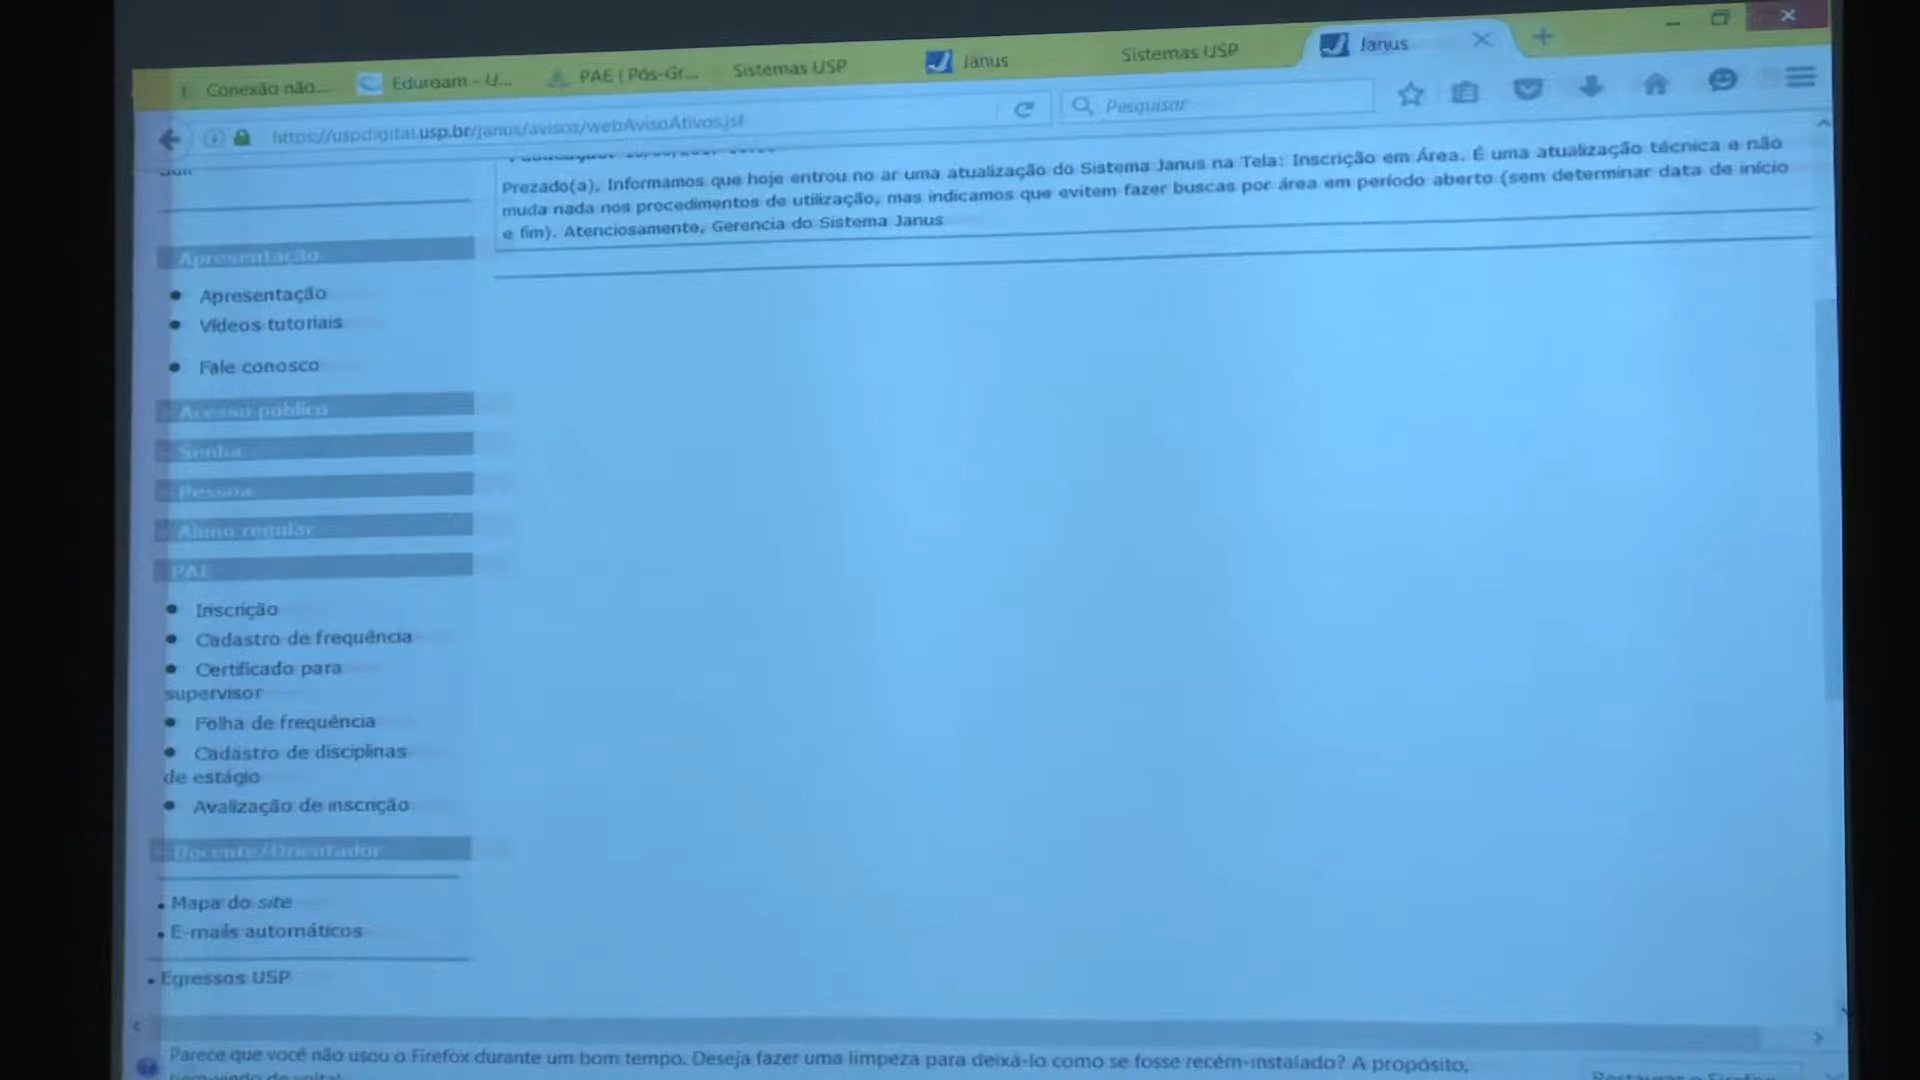 Conexão não...
Eduroam - U...
PAE | Pós-Gr...
Sistemas USP
Janus
Sistemas USP
Janus
https://uspdigital.usp.br/janus/avisos/webAvisoAtivos.jsf
Pesquisar
Prezado(a), Informamos que hoje entrou no ar uma atualização do Sistema Janus na Tela: Inscrição em Área. É uma atualização técnica e não
muda nada nos procedimentos de utilização, mas indicamos que evitem fazer buscas por área em período aberto (sem determinar data de início
e fim). Atenciosamente, Gerencia do Sistema Janus
Apresentação
Apresentação
Vídeos tutoriais
Fale conosco
Acesso público
Senha
Pessoa
Aluno regular
PAE
Inscrição
Cadastro de frequência
Certificado para
supervisor
Folha de frequência
Cadastro de disciplinas
de estágio
Avalização de inscrição
Docente/Orientador
Mapa do site
E-mails automáticos
Egressos USP
Parece que você não usou o Firefox durante um bom tempo. Deseja fazer uma limpeza para deixá-lo como se fosse recém-instalado? A propósito,